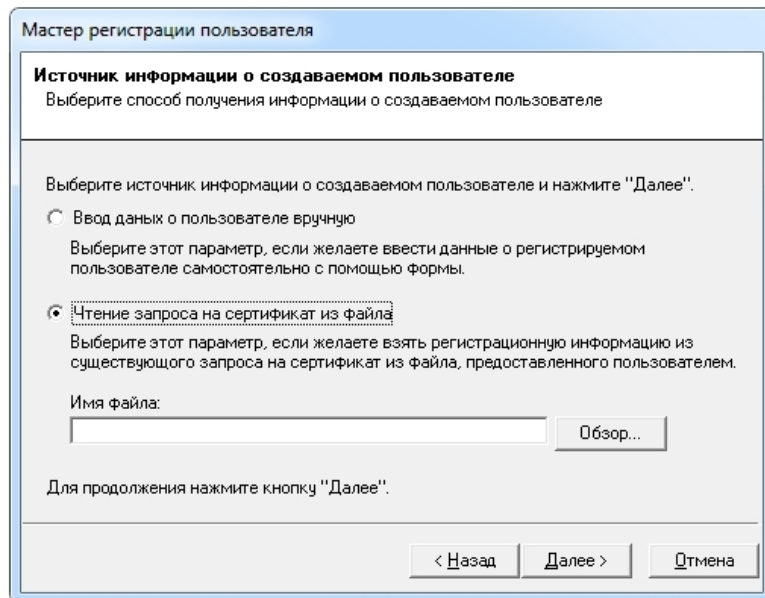 Мастер регистрации пользователя
Источник информации о создаваемом пользователе
Выберите способ получения информации о создаваемом пользователе
Выберите источник информации о создаваемом пользователе и нажмите "Далее".
Ввод даных о пользователе вручную
Выберите этот параметр, если желаете ввести данные о регистрируемом
пользователе самостоятельно с помощью формы.
Чтение запроса на сертификат из файла
Выберите этот параметр, если желаете взять регистрационную информацию из
существующего запроса на сертификат из файла, предоставленного пользователем.
Имя файла:
Обзор...
Для продолжения нажмите кнопку "Далее".
< Назад Далее > Отмена